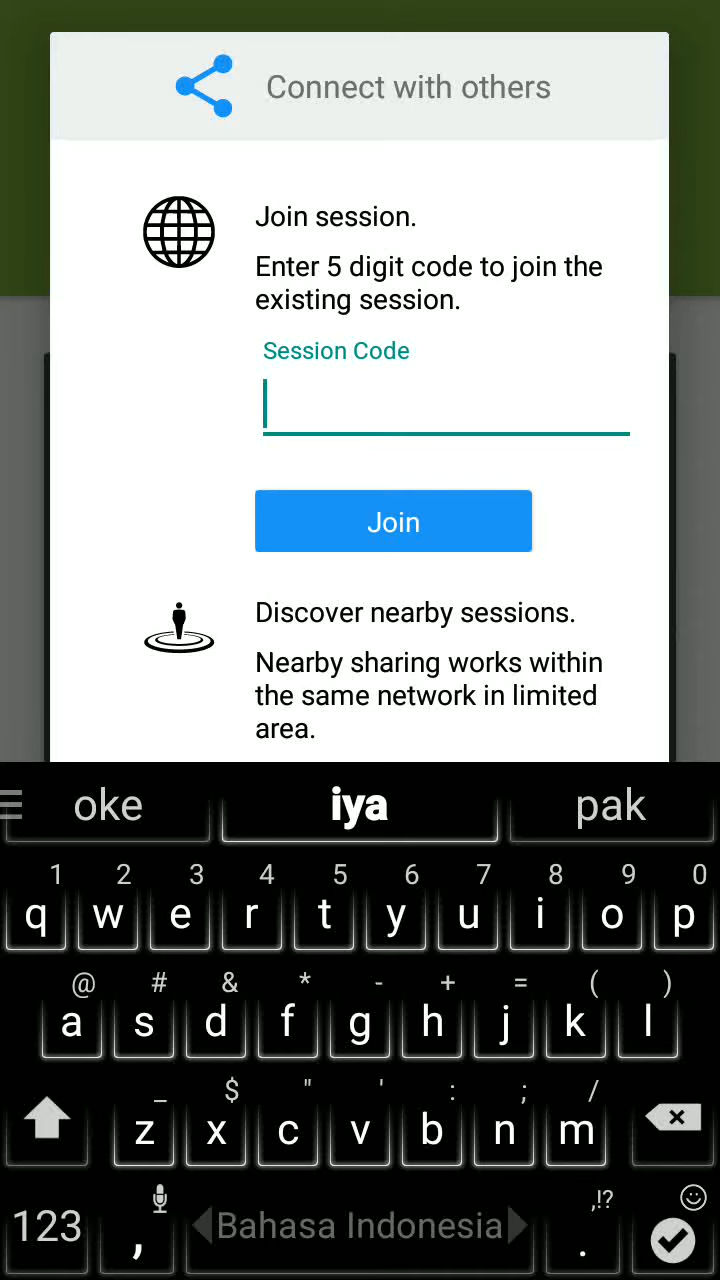 Connect with others
Join session.
Enter 5 digit code to join the
existing session.
Session Code
Join
Discover nearby sessions.
Nearby sharing works within
the same network in limited
area.
oke iya pak
1 2 3 4 5 6 7 8 9 0
q w e r t y u i o p
@ # & * - + = ( )
a s d f g h j k l
_ $ " ' : ; /
z x c v b n m
,!?
123 , Bahasa Indonesia .